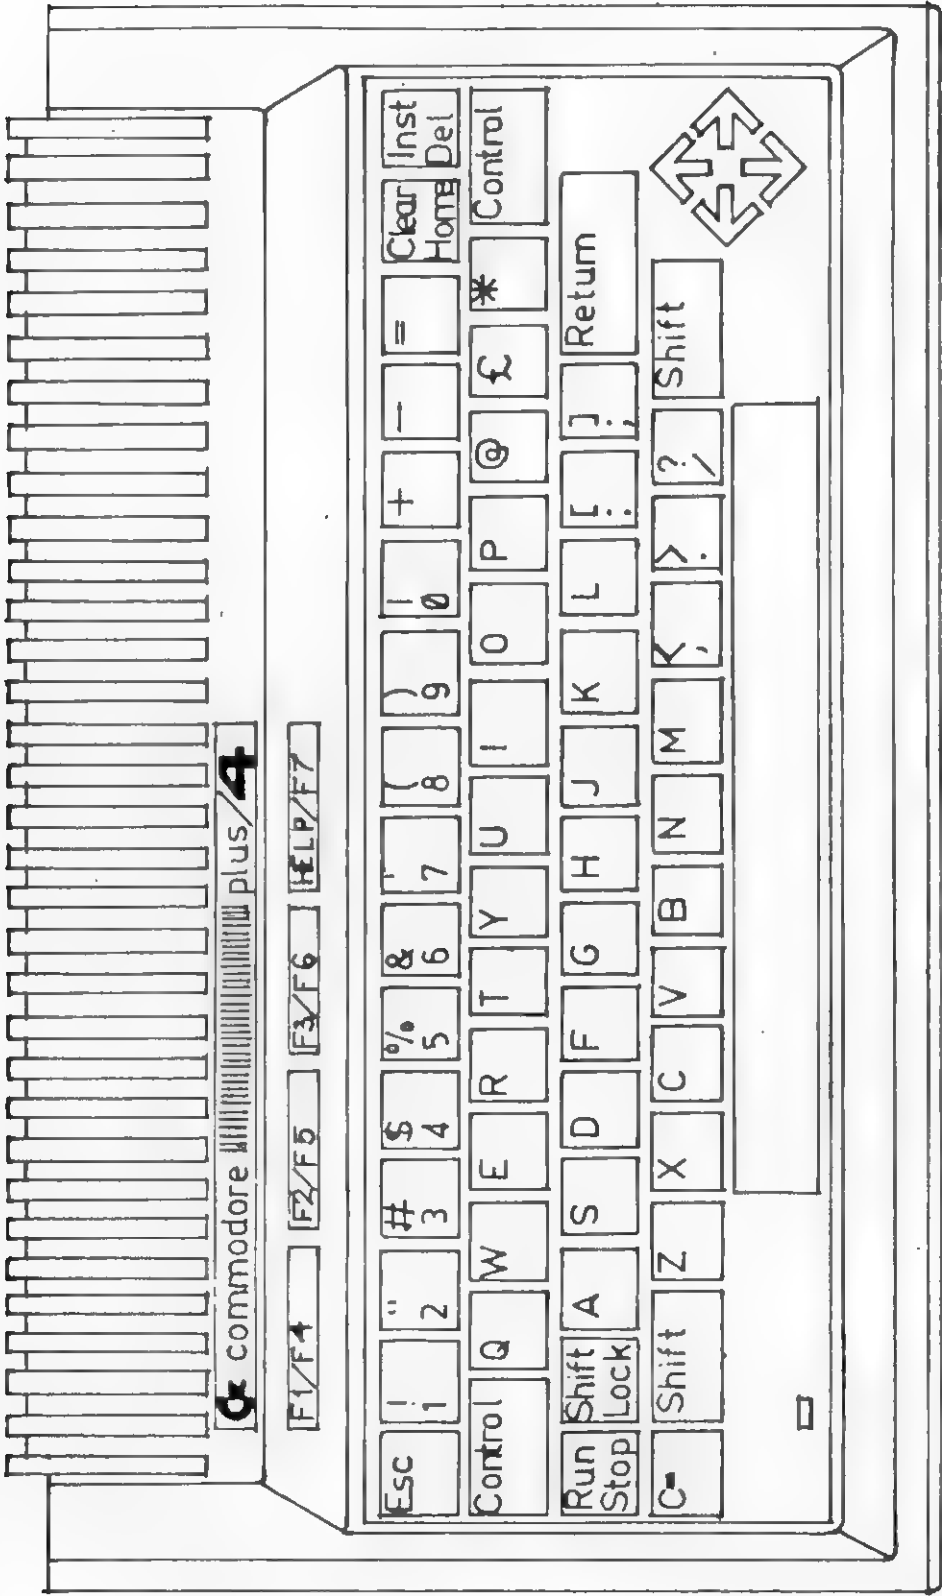 commodore plus/4
F1/F4 F2/F5 F3/F6 HELP/F7
Esc ! 1 " 2 # 3 $ 4 % 5 & 6 ' 7 ( 8 ) 9 | 0 + − = Clear Home Inst Del
Control Q W E R T Y U I O P @ £ * Control
Run Stop Shift Lock A S D F G H J K L [ : ] ; Return
C= Shift Z X C V B N M < , > . ? / Shift